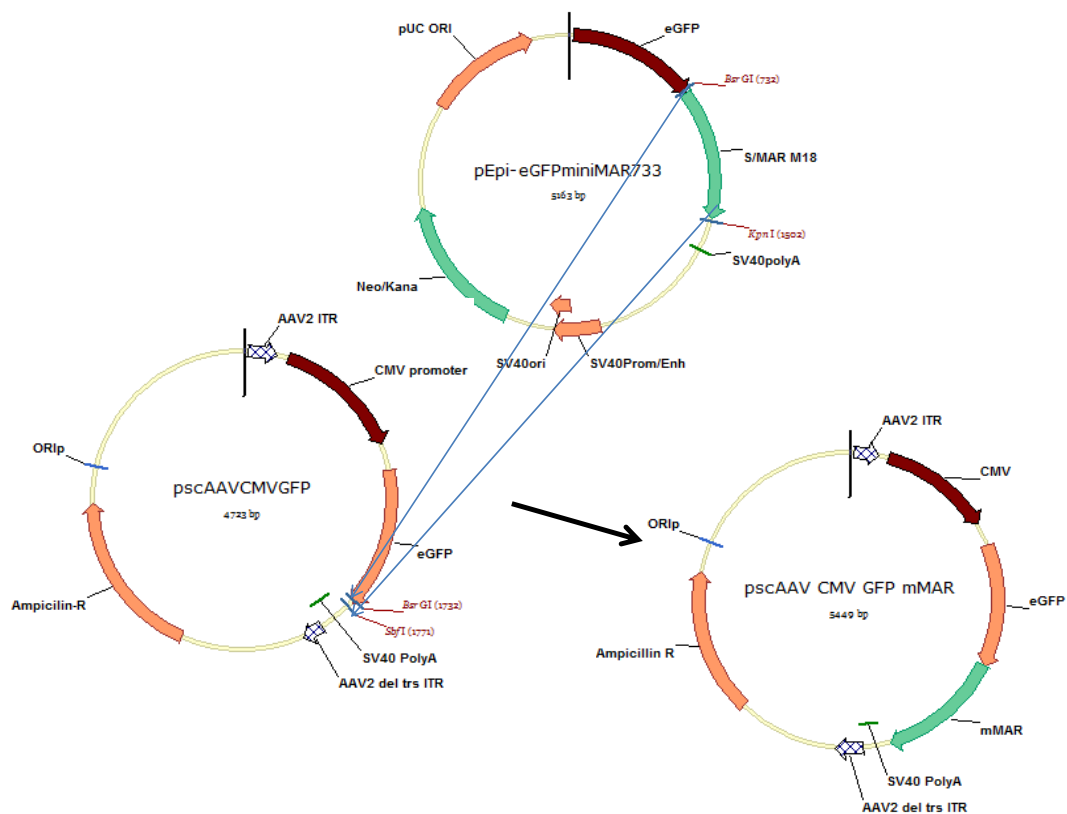 pUC ORI
eGFP
BsrGI (732)
S/MAR M18
pEpi-eGFPminiMAR733
5163 bp
KpnI (1502)
SV40polyA
Neo/Kana
SV40ori
SV40Prom/Enh
AAV2 ITR
CMV promoter
ORIp
pscAAVCMVGFP
4723 bp
eGFP
Ampicilin-R
BsrGI (1732)
SbfI (1771)
SV40 PolyA
AAV2 del trs ITR
AAV2 ITR
CMV
ORIp
pscAAV CMV GFP mMAR
5449 bp
eGFP
Ampicillin R
mMAR
SV40 PolyA
AAV2 del trs ITR